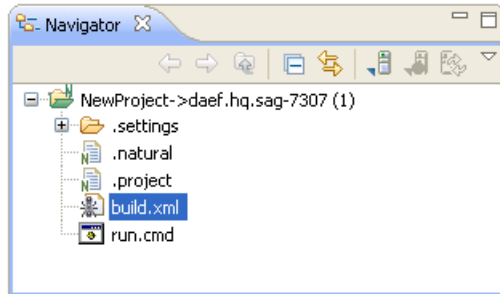 Navigator
NewProject->daef.hq.sag-7307 (1)
.settings
.natural
.project
build.xml
run.cmd